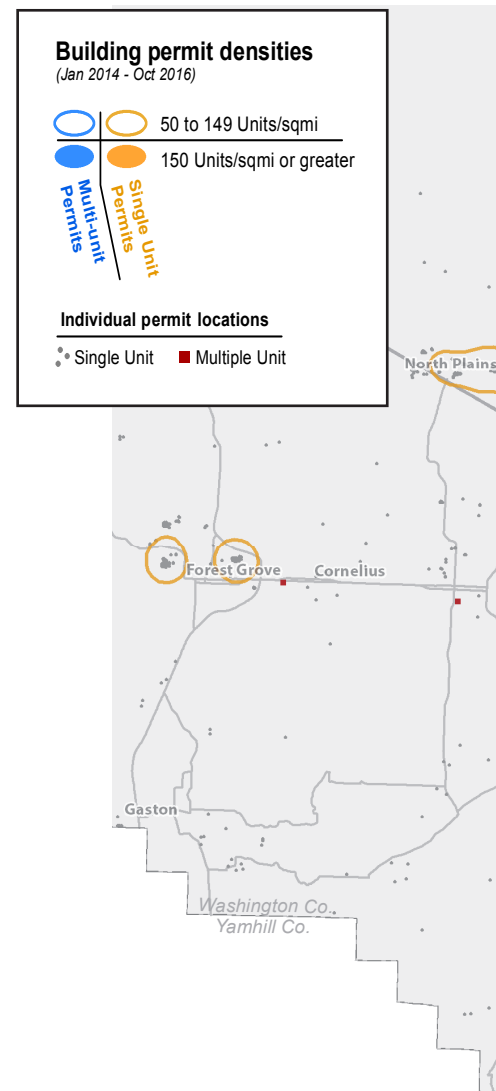 Building permit densities
(Jan 2014 - Oct 2016)
50 to 149 Units/sqmi
150 Units/sqmi or greater
Multi-unit
Permits
Single Unit
Permits
Individual permit locations
Single Unit
Multiple Unit
North Plains
Forest Grove
Cornelius
Gaston
Washington Co.
Yamhill Co.